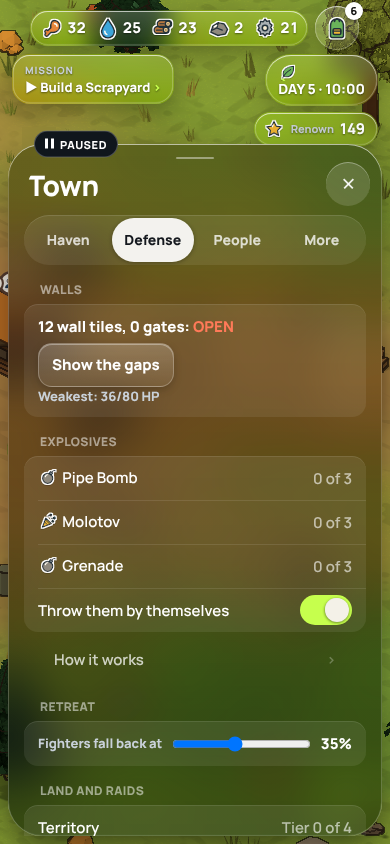 32 25 23 2 21 6
MISSION
▶ Build a Scrapyard ›
DAY 5 · 10:00
Renown 149
PAUSED
Town
Haven Defense People More
WALLS
12 wall tiles, 0 gates: OPEN
Show the gaps
Weakest: 36/80 HP
EXPLOSIVES
Pipe Bomb 0 of 3
Molotov 0 of 3
Grenade 0 of 3
Throw them by themselves
How it works ›
RETREAT
Fighters fall back at 35%
LAND AND RAIDS
Territory Tier 0 of 4